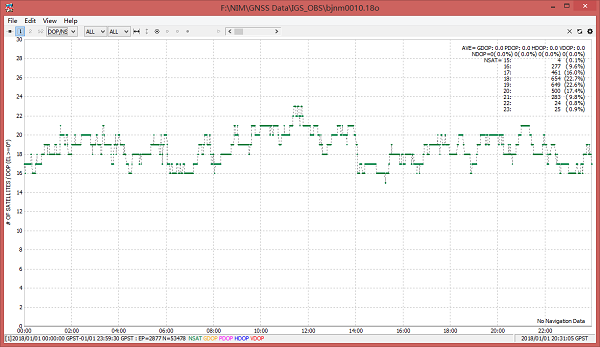 F:\NIM\GNSS Data\IGS_OBS\bjnm0010.18o
File Edit View Help
1 2 DOP/NS ALL ALL
AVE= GDOP: 0.0 PDOP: 0.0 HDOP: 0.0 VDOP: 0.0
NDOP=0( 0.0%) 0( 0.0%) 0( 0.0%) 0( 0.0%)
NSAT= 15: 4 ( 0.1%)
16: 277 ( 9.6%)
17: 461 (16.0%)
18: 654 (22.7%)
19: 649 (22.6%)
20: 500 (17.4%)
21: 283 ( 9.8%)
22: 24 ( 0.8%)
23: 25 ( 0.9%)
# OF SATELLITES / DOP (EL>=0°)
30
28
26
24
22
20
18
16
14
12
10
8
6
4
2
0
No Navigation Data
00:00 02:00 04:00 06:00 08:00 10:00 12:00 14:00 16:00 18:00 20:00 22:00
[1]2018/01/01 00:00:00 GPST-01/01 23:59:30 GPST : EP=2877 N=53478 NSAT GDOP PDOP HDOP VDOP
2018/01/01 20:31:05 GPST